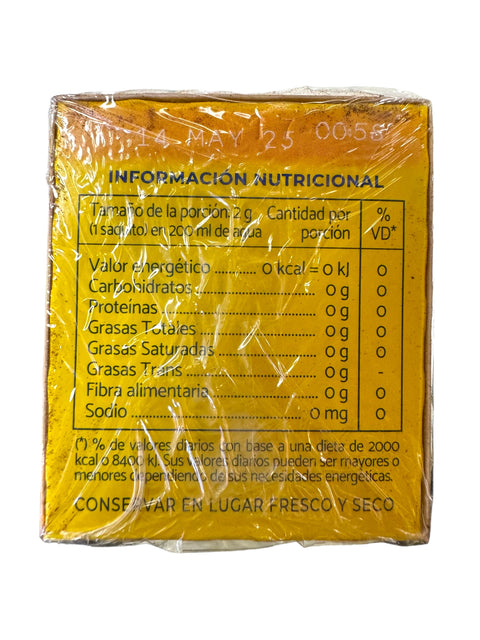 14 MAY 25 00:56
INFORMACIÓN NUTRICIONAL
Tamaño de la porción: 2 g Cantidad por %
(1 saquito) en 200 ml de agua porción VD*
Valor energético .......... 0 kcal = 0 kJ 0
Carbohidratos .......... 0 g 0
Proteínas .......... 0 g 0
Grasas Totales .......... 0 g 0
Grasas Saturadas .......... 0 g 0
Grasas Trans .......... 0 g -
Fibra alimentaria .......... 0 g 0
Sodio .......... 0 mg 0
(*) % de valores diarios con base a una dieta de 2000
kcal o 8400 kJ. Sus valores diarios pueden ser mayores o
menores dependiendo de sus necesidades energéticas.
CONSERVAR EN LUGAR FRESCO Y SECO